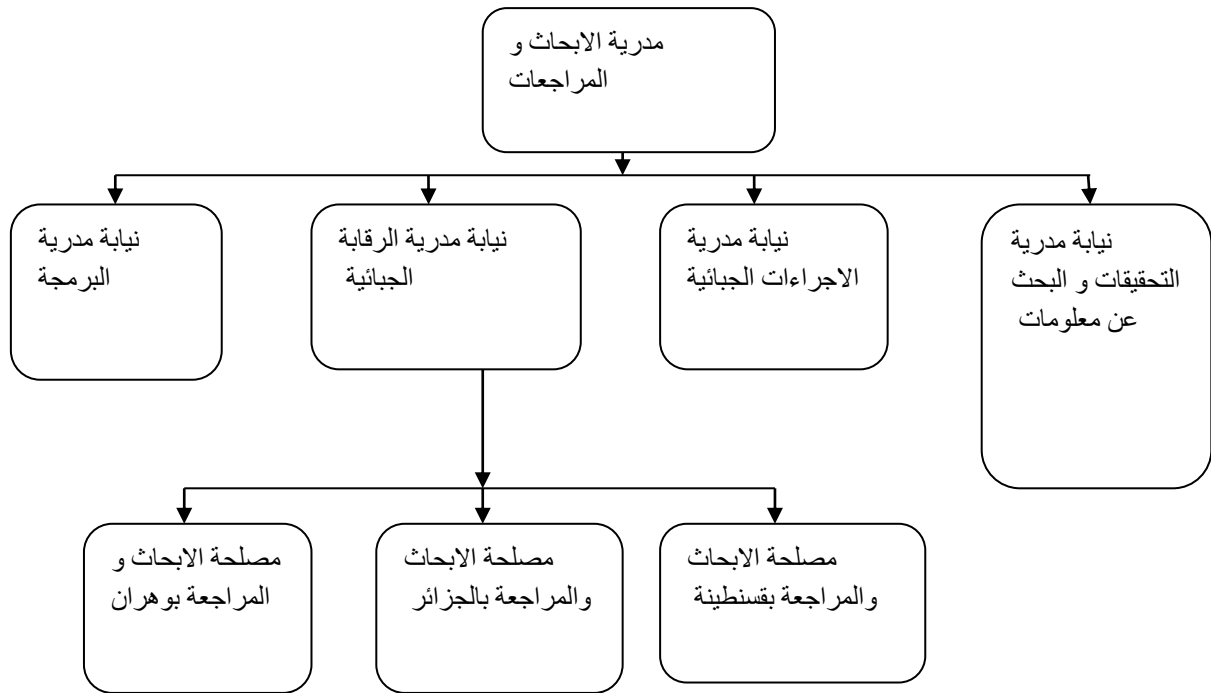 مدرية الابحاث و
المراجعات
نيابة مدرية
التحقيقات و البحث
عن معلومات
نيابة مدرية
الاجراءات الجبائية
نيابة مدرية الرقابة
الجبائية
نيابة مدرية
البرمجة
مصلحة الابحاث
والمراجعة بقسنطينة
مصلحة الابحاث
والمراجعة بالجزائر
مصلحة الابحاث و
المراجعة بوهران